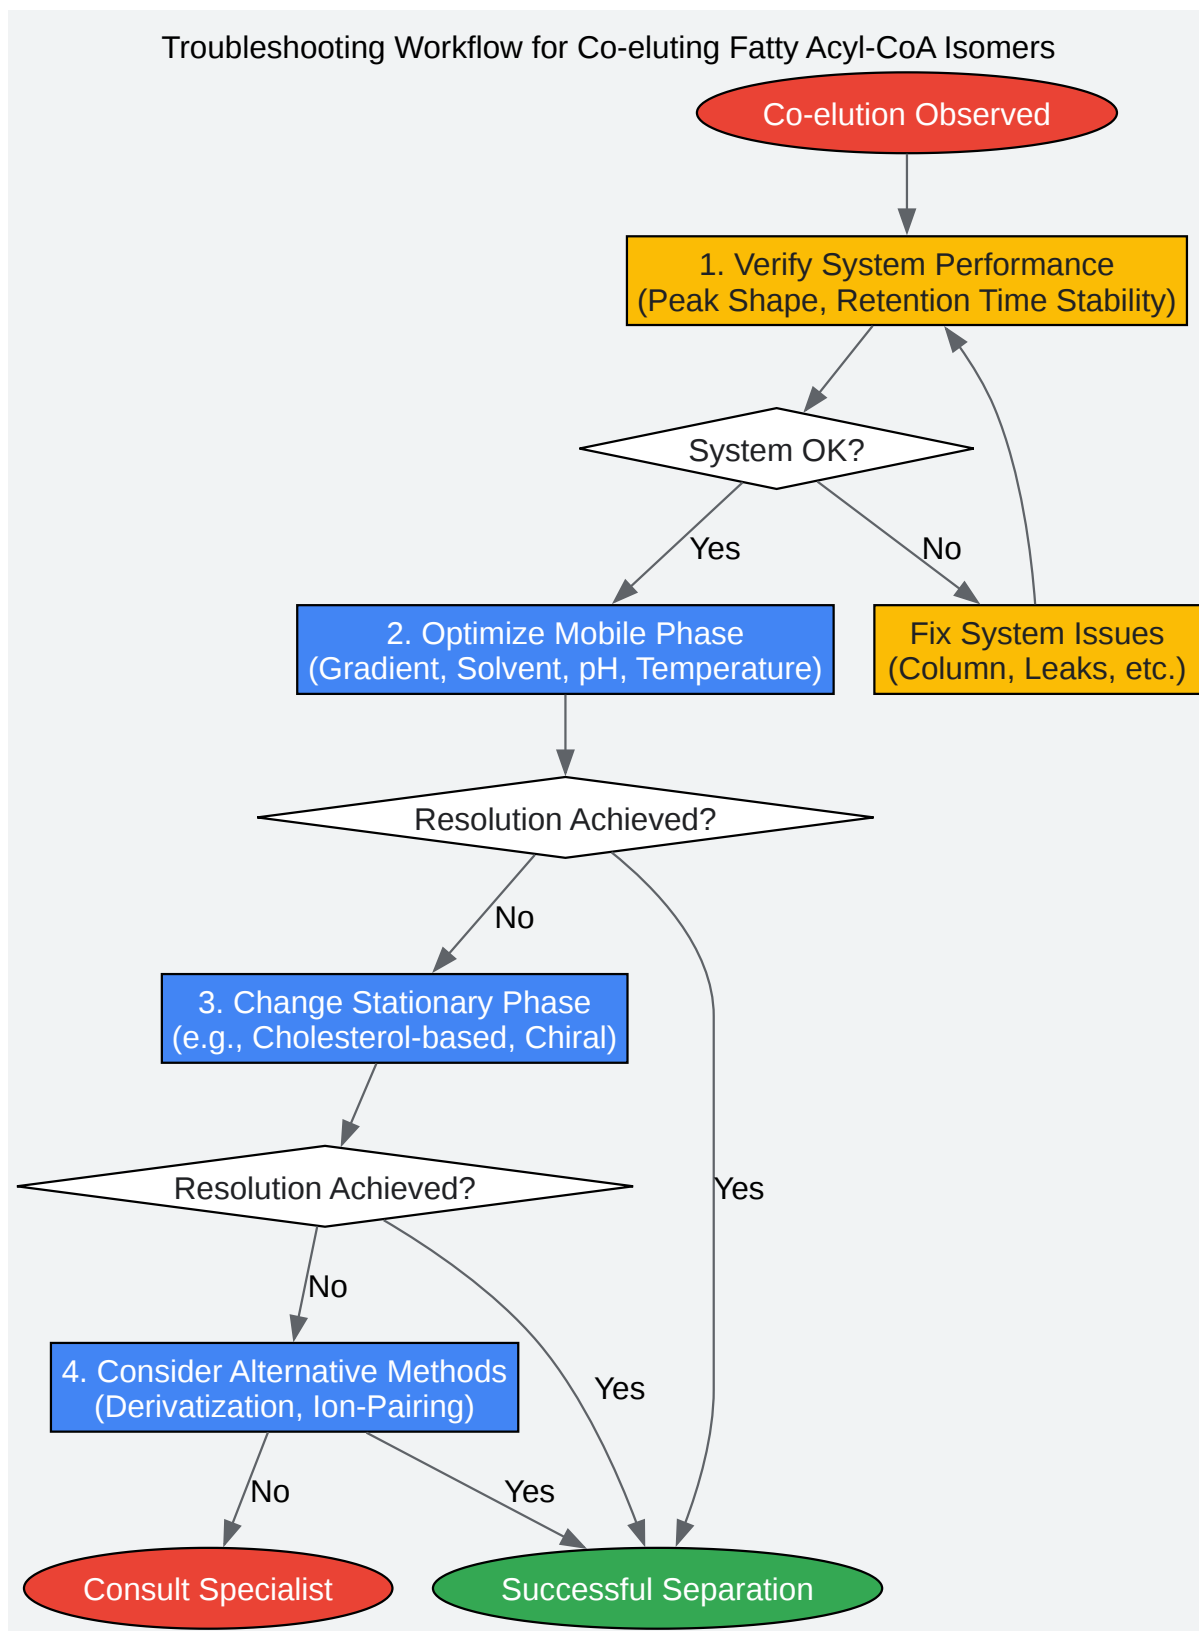 Troubleshooting Workflow for Co-eluting Fatty Acyl-CoA Isomers
Co-elution Observed
1. Verify System Performance
(Peak Shape, Retention Time Stability)
System OK?
Yes
No
2. Optimize Mobile Phase
(Gradient, Solvent, pH, Temperature)
Fix System Issues
(Column, Leaks, etc.)
Resolution Achieved?
No
3. Change Stationary Phase
(e.g., Cholesterol-based, Chiral)
Resolution Achieved?
Yes
No
4. Consider Alternative Methods
(Derivatization, Ion-Pairing)
Yes
No
Yes
Consult Specialist
Successful Separation